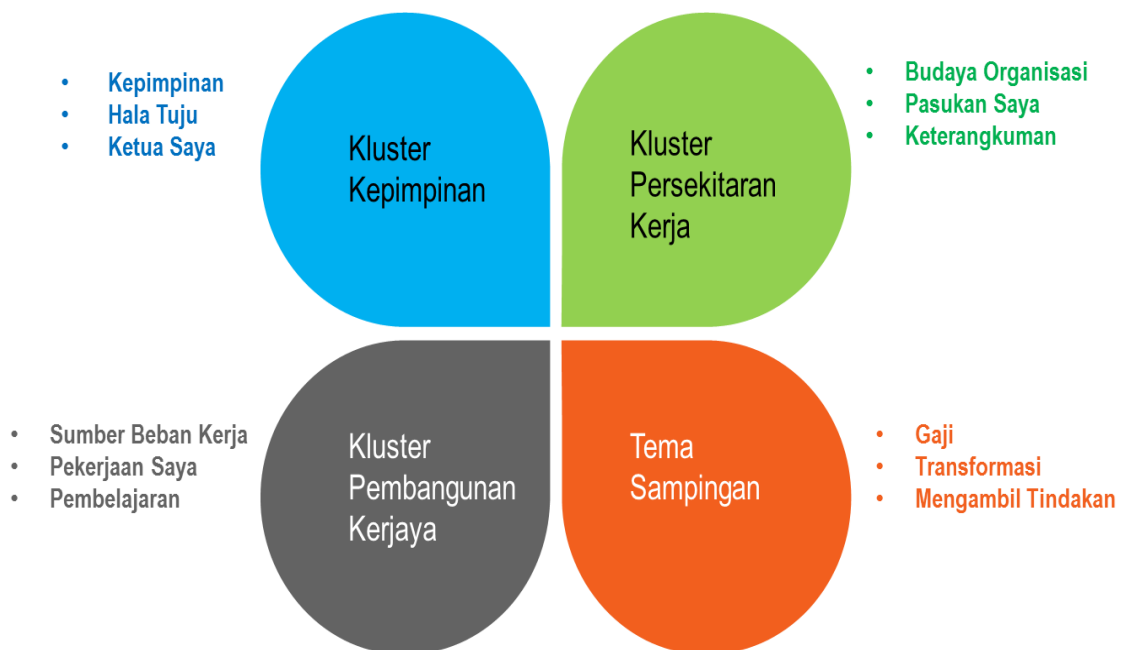 • Kepimpinan
• Hala Tuju
• Ketua Saya
Kluster
Kepimpinan
Kluster
Persekitaran
Kerja
• Budaya Organisasi
• Pasukan Saya
• Keterangkuman
• Sumber Beban Kerja
• Pekerjaan Saya
• Pembelajaran
Kluster
Pembangunan
Kerjaya
Tema
Sampingan
• Gaji
• Transformasi
• Mengambil Tindakan